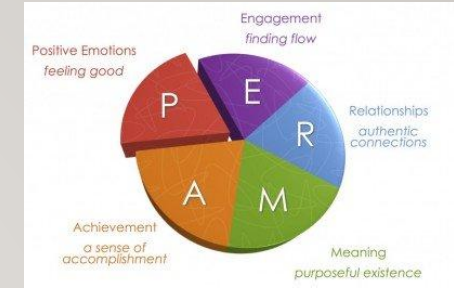 Engagement
finding flow
Positive Emotions
feeling good
P
E
Relationships
authentic
connections
R
A
M
Achievement
a sense of
accomplishment
Meaning
purposeful existence